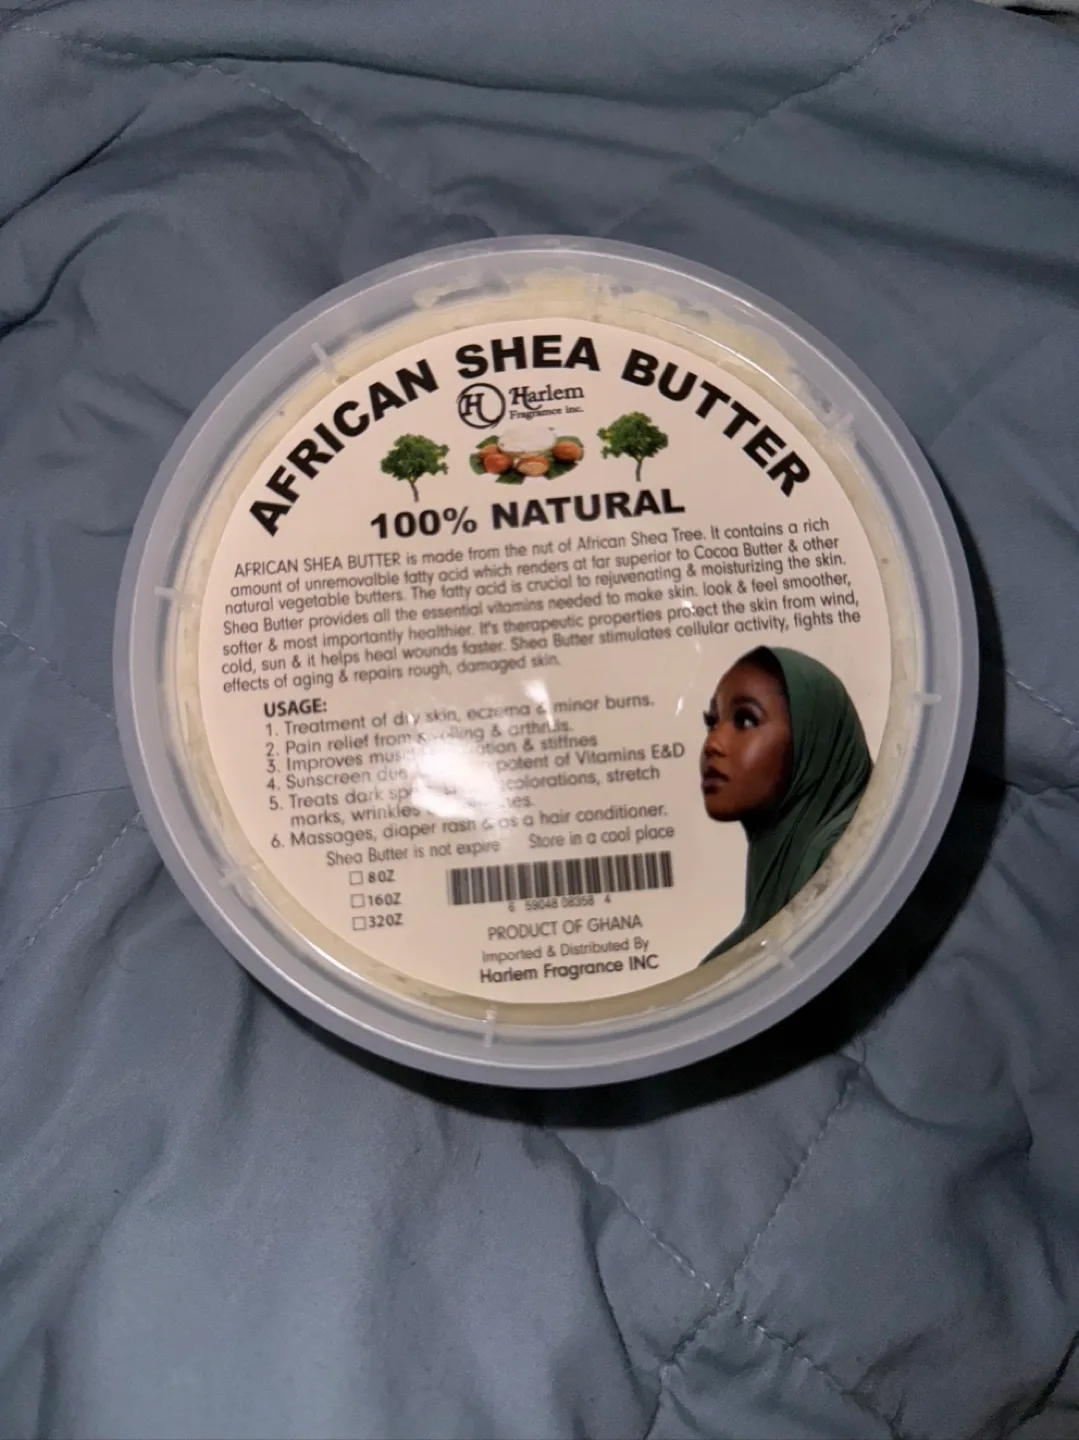 AFRICAN SHEA BUTTER
H Harlem
Fragrance inc.
100% NATURAL
AFRICAN SHEA BUTTER is made from the nut of African Shea Tree. It contains a rich
amount of unremovalble fatty acid which renders at far superior to Cocoa Butter & other
natural vegetable butters. The fatty acid is crucial to rejuvenating & moisturizing the skin.
Shea Butter provides all the essential vitamins needed to make skin. look & feel smoother,
softer & most importantly healthier. It's therapeutic properties protect the skin from wind,
cold, sun & it helps heal wounds faster. Shea Butter stimulates cellular activity, fights the
effects of aging & repairs rough, damaged skin.
USAGE:
1. Treatment of dry skin, eczema & minor burns.
2. Pain relief from swelling & arthritis.
3. Improves & stiffnes
4. Sunscreen due potent of Vitamins E&D
5. Treats dark stretch
marks, wrinkles
6. Massages, diaper rash & as a hair conditioner.
Shea Butter is not expire Store in a cool place
8OZ
16OZ
32OZ
6 59048 08358 4
PRODUCT OF GHANA
Imported & Distributed By
Harlem Fragrance INC